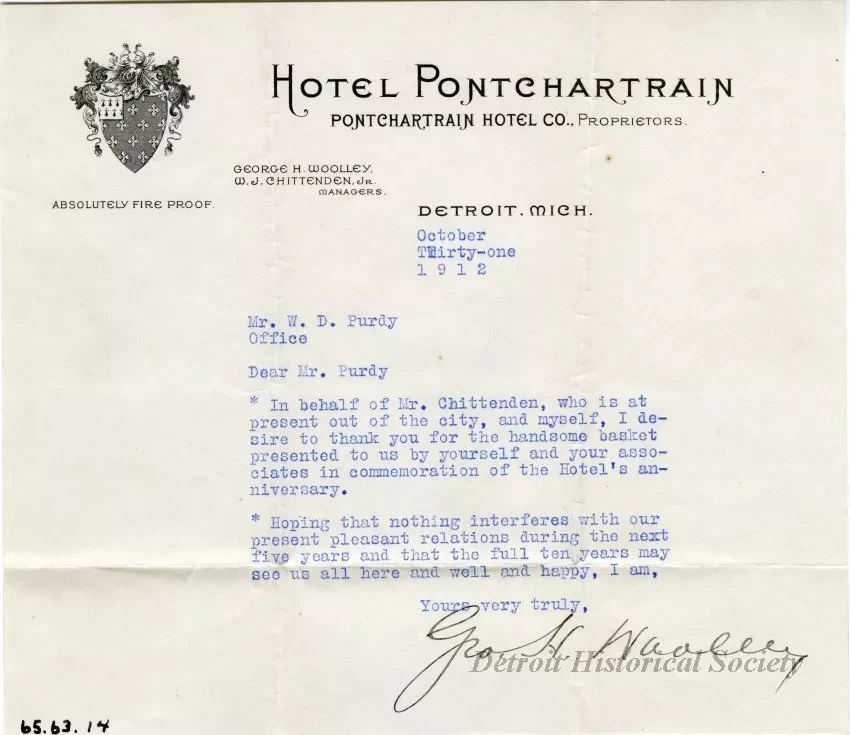 HOTEL PONTCHARTRAIN
PONTCHARTRAIN HOTEL CO., PROPRIETORS.
GEORGE H. WOOLLEY,
W. J. CHITTENDEN, JR.
MANAGERS.
ABSOLUTELY FIRE PROOF.
DETROIT, MICH.
October
Thirty-one
1 9 1 2
Mr. W. D. Purdy
Office
Dear Mr. Purdy
* In behalf of Mr. Chittenden, who is at
present out of the city, and myself, I de-
sire to thank you for the handsome basket
presented to us by yourself and your asso-
ciates in commemoration of the Hotel's an-
niversary.
* Hoping that nothing interferes with our
present pleasant relations during the next
five years and that the full ten years may
see us all here and well and happy, I am,
Yours very truly,
Geo. H. Woolley
Detroit Historical Society
65.63.14